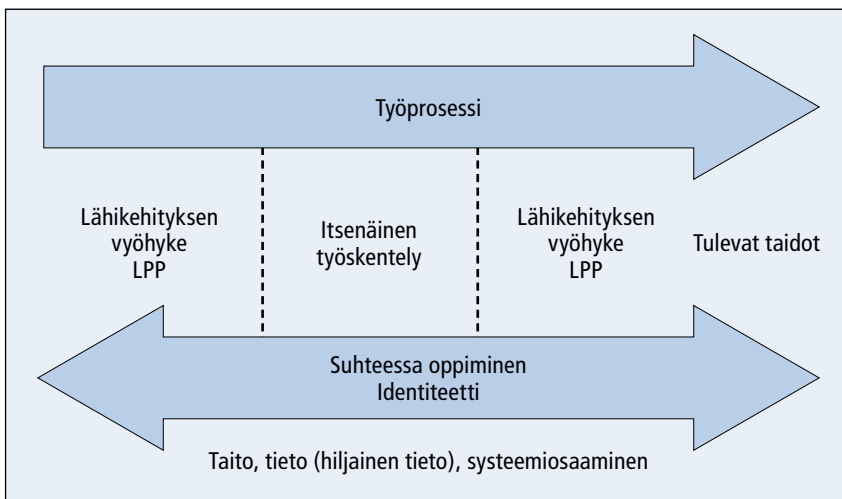 Työprosessi
Lähikehityksen
vyöhyke
LPP
Itsenäinen
työskentely
Lähikehityksen
vyöhyke
LPP
Tulevat taidot
Suhteessa oppiminen
Identiteetti
Taito, tieto (hiljainen tieto), systeemiosaaminen